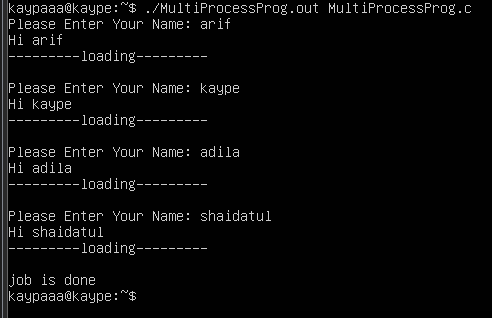 kaypaaa@kaype:~$ ./MultiProcessProg.out MultiProcessProg.c
Please Enter Your Name: arif
Hi arif
---------loading---------
Please Enter Your Name: kaype
Hi kaype
---------loading---------
Please Enter Your Name: adila
Hi adila
---------loading---------
Please Enter Your Name: shaidatul
Hi shaidatul
---------loading---------
job is done
kaypaaa@kaype:~$